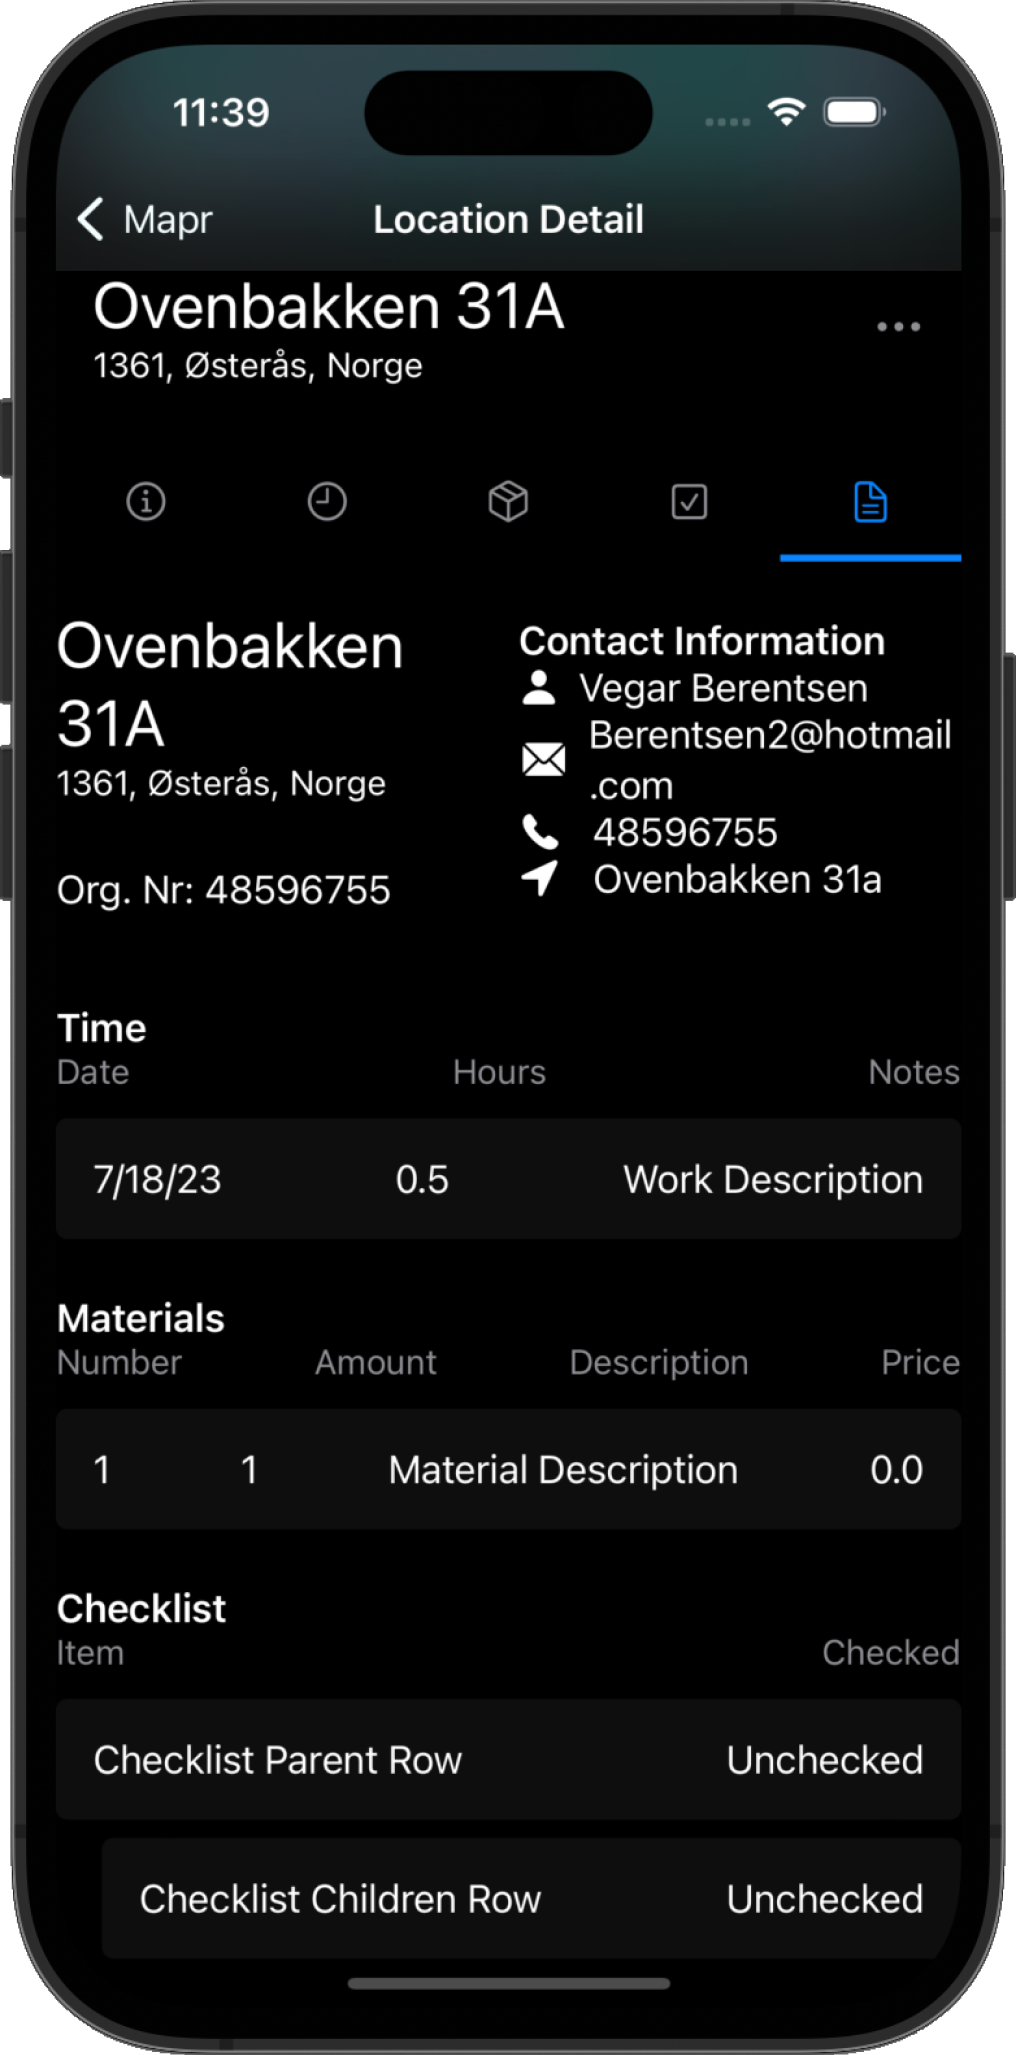 11:39
Mapr
Location Detail
Ovenbakken 31A
1361, Østerås, Norge
Ovenbakken
31A
1361, Østerås, Norge
Org. Nr: 48596755
Contact Information
Vegar Berentsen
Berentsen2@hotmail
.com
48596755
Ovenbakken 31a
Time
Date Hours Notes
7/18/23 0.5 Work Description
Materials
Number Amount Description Price
1 1 Material Description 0.0
Checklist
Item Checked
Checklist Parent Row Unchecked
Checklist Children Row Unchecked